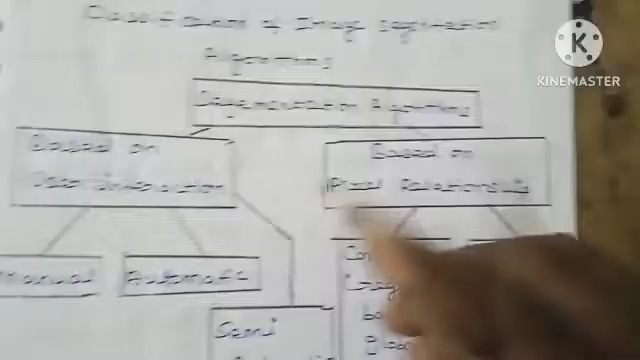 Classification of Image segmentation
Algorithms
Segmentation Algorithms
Based on
User Interaction
Based on
Pixel Relationship
Manual
Automatic
Semi
K
KINEMASTER